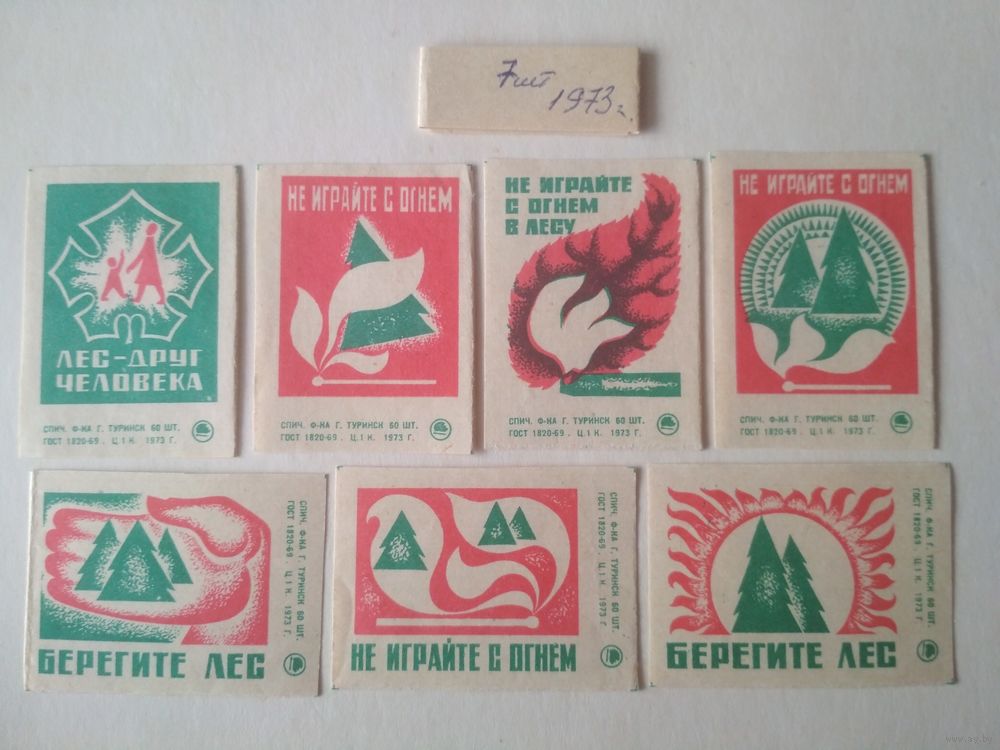 7 шт
1973 г.
ЛЕС-ДРУГ
ЧЕЛОВЕКА
СПИЧ. Ф-КА Г. ТУРИНСК 60 ШТ.
ГОСТ 1820-69. Ц.1 К. 1973 Г.
НЕ ИГРАЙТЕ С ОГНЕМ
СПИЧ. Ф-КА Г. ТУРИНСК 60 ШТ.
ГОСТ 1820-69. Ц.1 К. 1973 Г.
НЕ ИГРАЙТЕ
С ОГНЕМ
В ЛЕСУ
СПИЧ. Ф-КА Г. ТУРИНСК 60 ШТ.
ГОСТ 1820-69. Ц.1 К. 1973 Г.
НЕ ИГРАЙТЕ С ОГНЕМ
СПИЧ. Ф-КА Г. ТУРИНСК 60 ШТ.
ГОСТ 1820-69. Ц.1 К. 1973 Г.
БЕРЕГИТЕ ЛЕС
СПИЧ. Ф-КА Г. ТУРИНСК 60 ШТ.
ГОСТ 1820-69. Ц.1 К. 1973 Г.
НЕ ИГРАЙТЕ С ОГНЕМ
СПИЧ. Ф-КА Г. ТУРИНСК 60 ШТ.
ГОСТ 1820-69. Ц.1 К. 1973 Г.
БЕРЕГИТЕ ЛЕС
СПИЧ. Ф-КА Г. ТУРИНСК 60 ШТ.
ГОСТ 1820-69. Ц.1 К. 1973 Г.